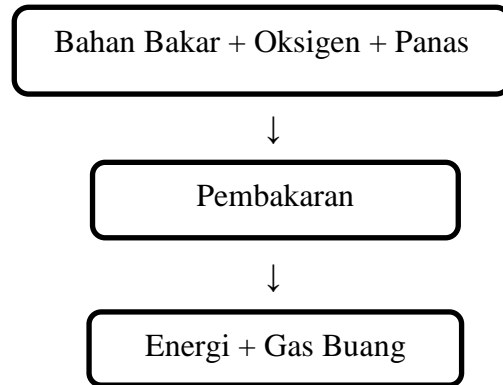 Bahan Bakar + Oksigen + Panas
↓
Pembakaran
↓
Energi + Gas Buang